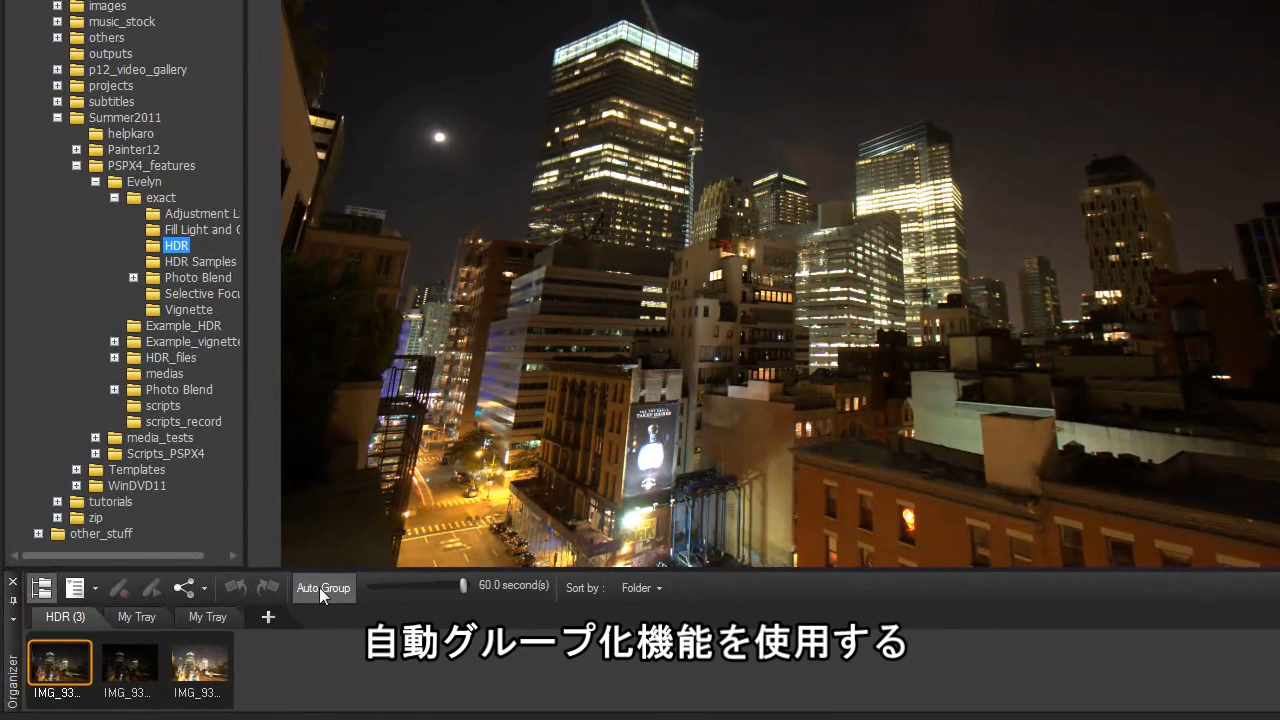 images
music_stock
others
outputs
p12_video_gallery
projects
subtitles
Summer2011
helpkaro
Painter12
PSPX4_features
Evelyn
exact
Adjustment L
Fill Light and C
HDR
HDR Samples
Photo Blend
Selective Focu
Vignette
Example_HDR
Example_vignette
HDR_files
medias
Photo Blend
scripts
scripts_record
media_tests
Scripts_PSPX4
Templates
WinDVD11
tutorials
zip
other_stuff
Auto Group 60.0 second(s) Sort by : Folder
HDR (3) My Tray My Tray
自動グループ化機能を使用する
Organizer
IMG_93... IMG_93... IMG_93...